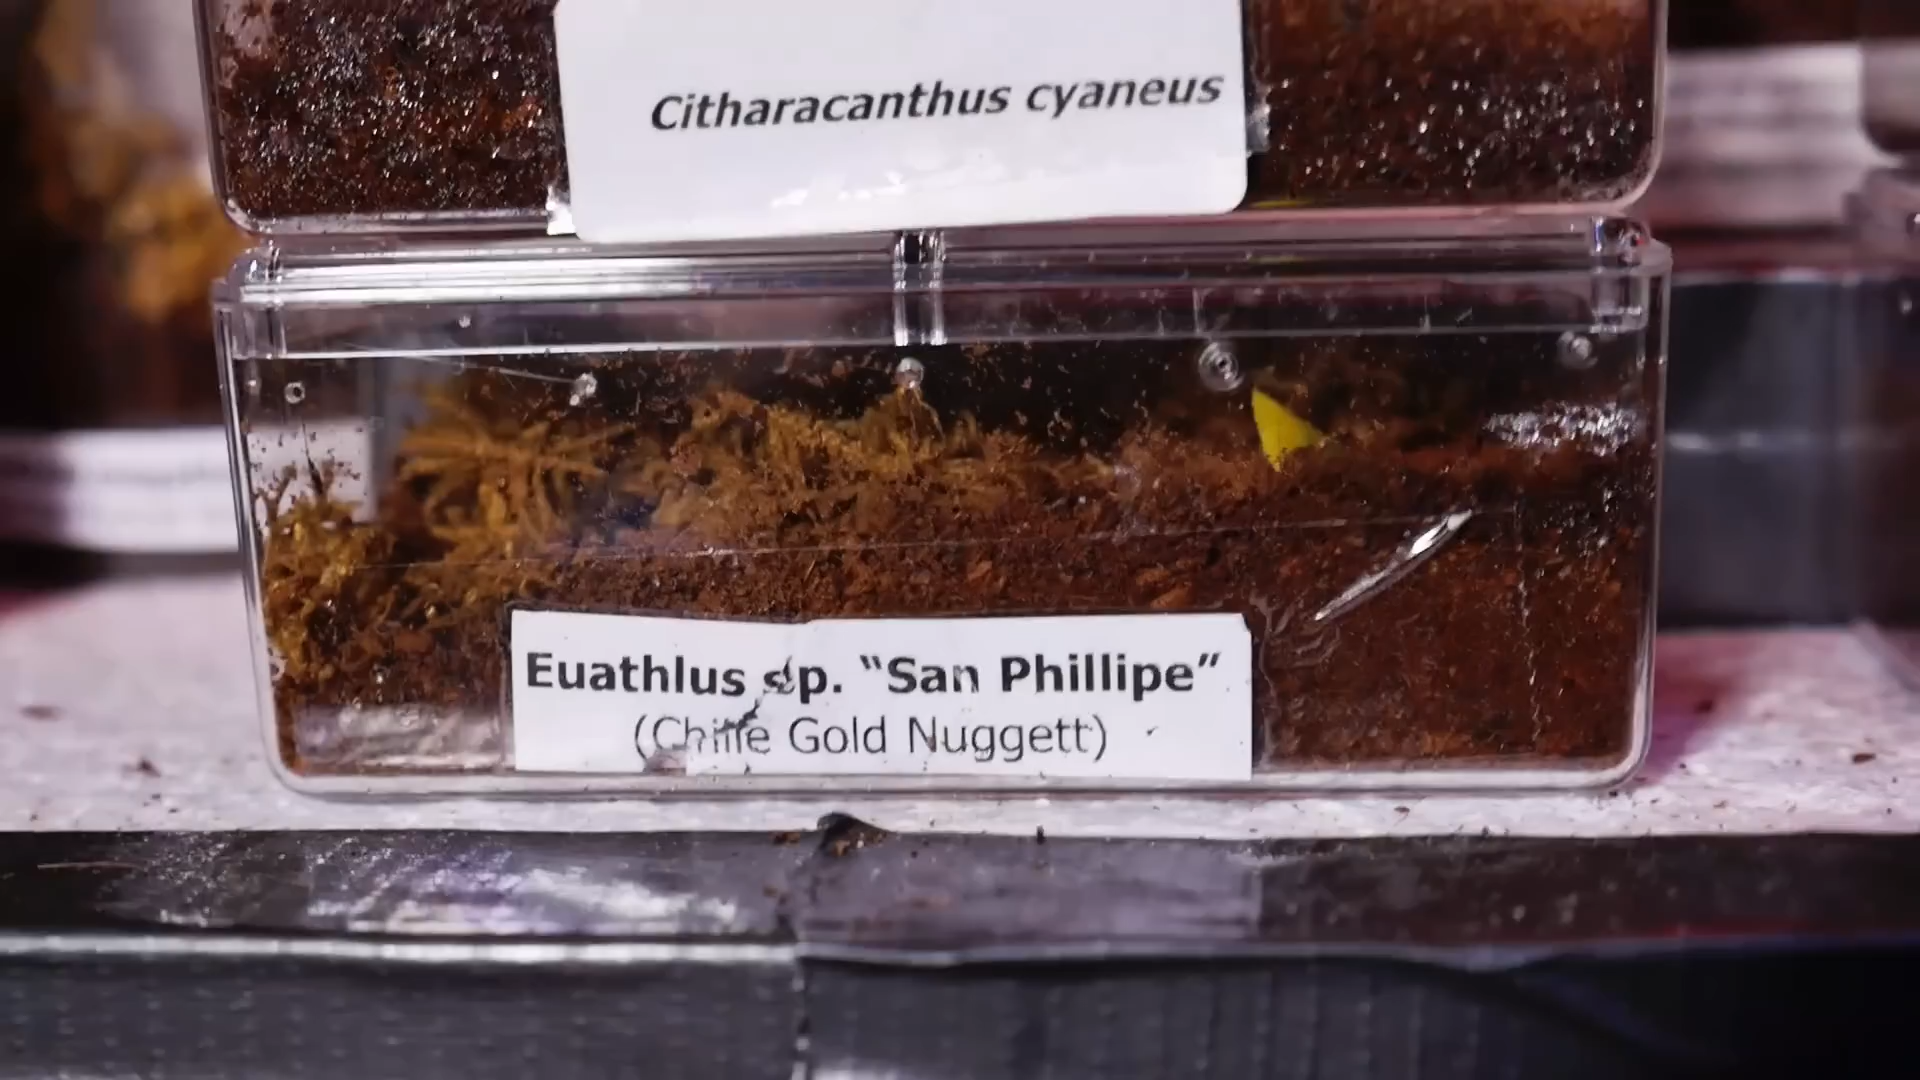 Citharacanthus cyaneus
Euathlus sp. “San Phillipe”
(Chille Gold Nuggett)